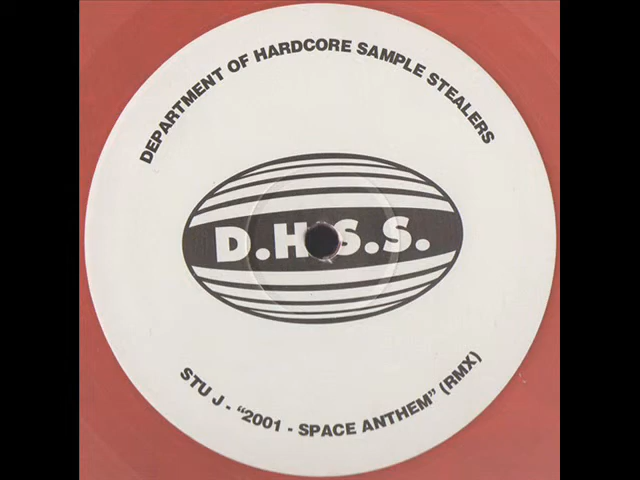 DEPARTMENT OF HARDCORE SAMPLE STEALERS
D.H.S.S.
STU J - "2001 - SPACE ANTHEM" (RMX)